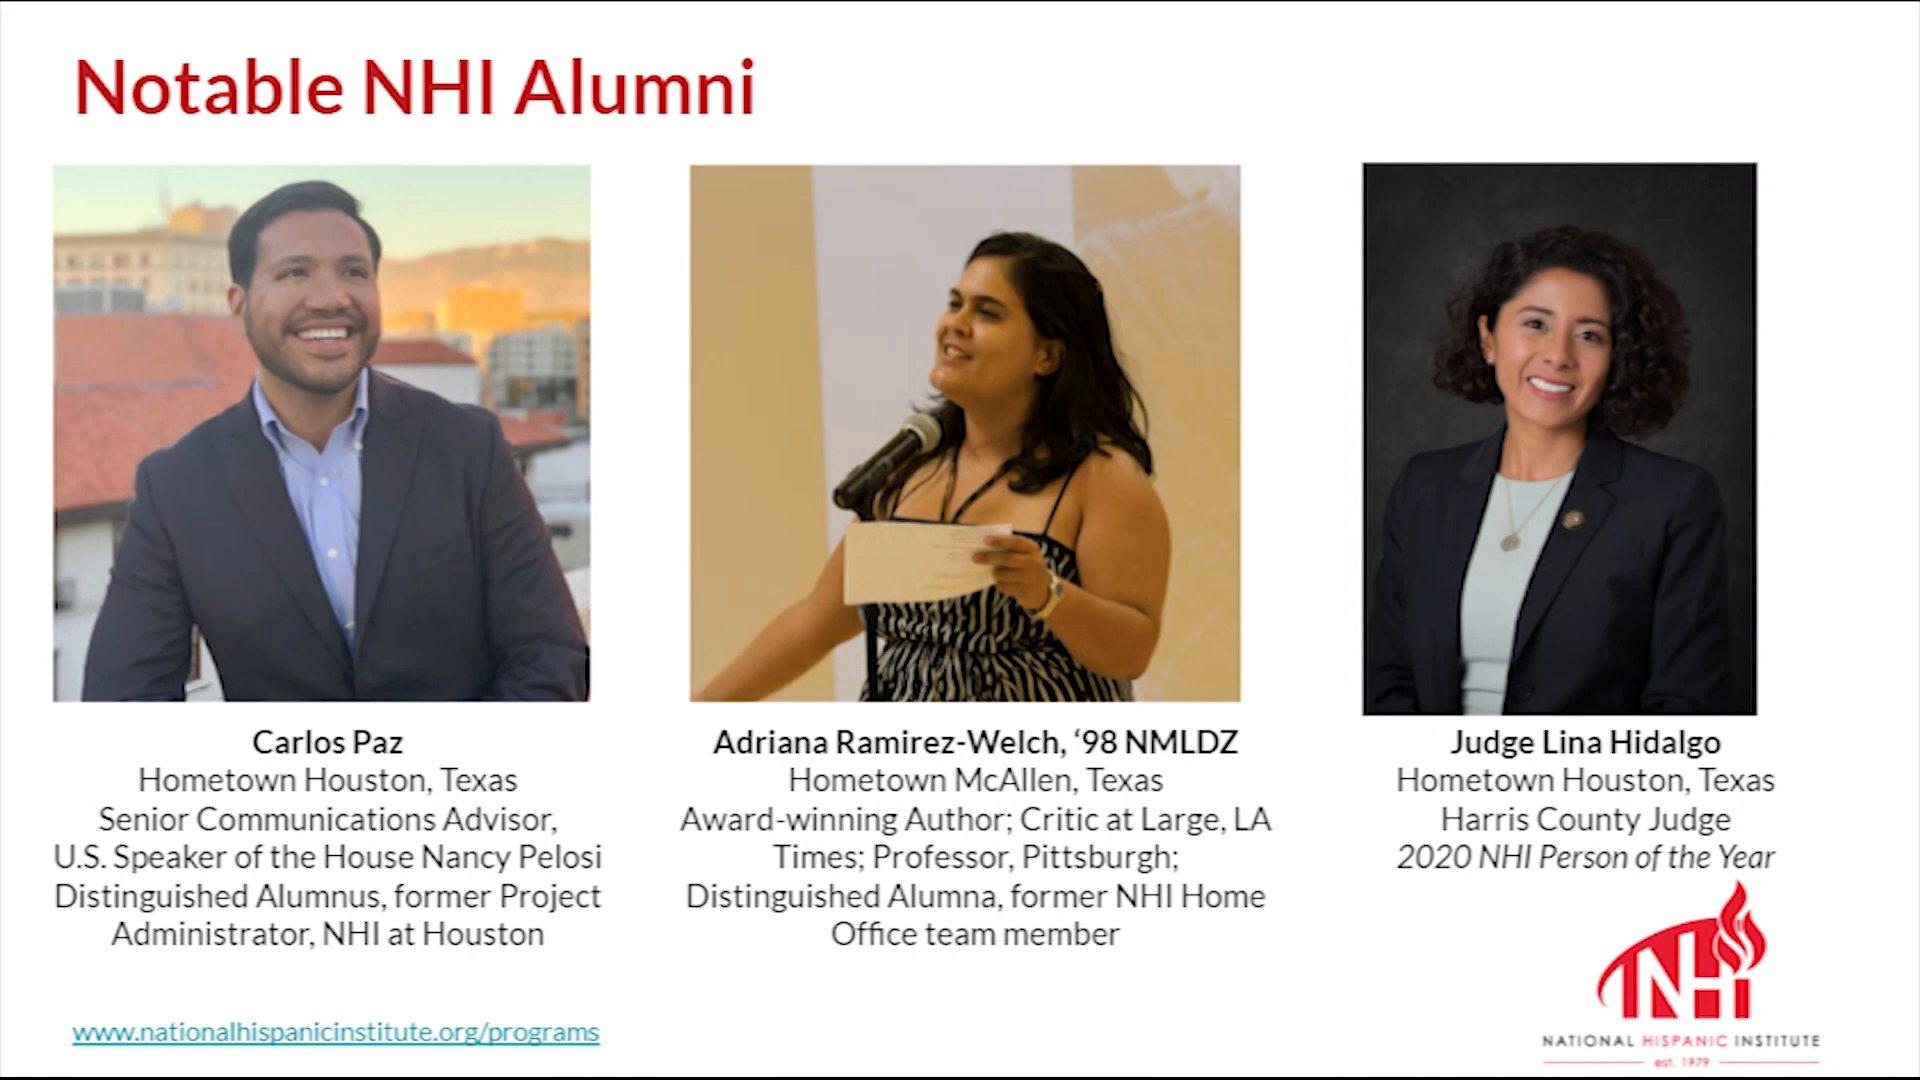 Notable NHI Alumni
Carlos Paz
Hometown Houston, Texas
Senior Communications Advisor,
U.S. Speaker of the House Nancy Pelosi
Distinguished Alumnus, former Project
Administrator, NHI at Houston
Adriana Ramirez-Welch, ‘98 NMLDZ
Hometown McAllen, Texas
Award-winning Author; Critic at Large, LA
Times; Professor, Pittsburgh;
Distinguished Alumna, former NHI Home
Office team member
Judge Lina Hidalgo
Hometown Houston, Texas
Harris County Judge
2020 NHI Person of the Year
www.nationalhispanicinstitute.org/programs
NHI
NATIONAL HISPANIC INSTITUTE
est. 1979